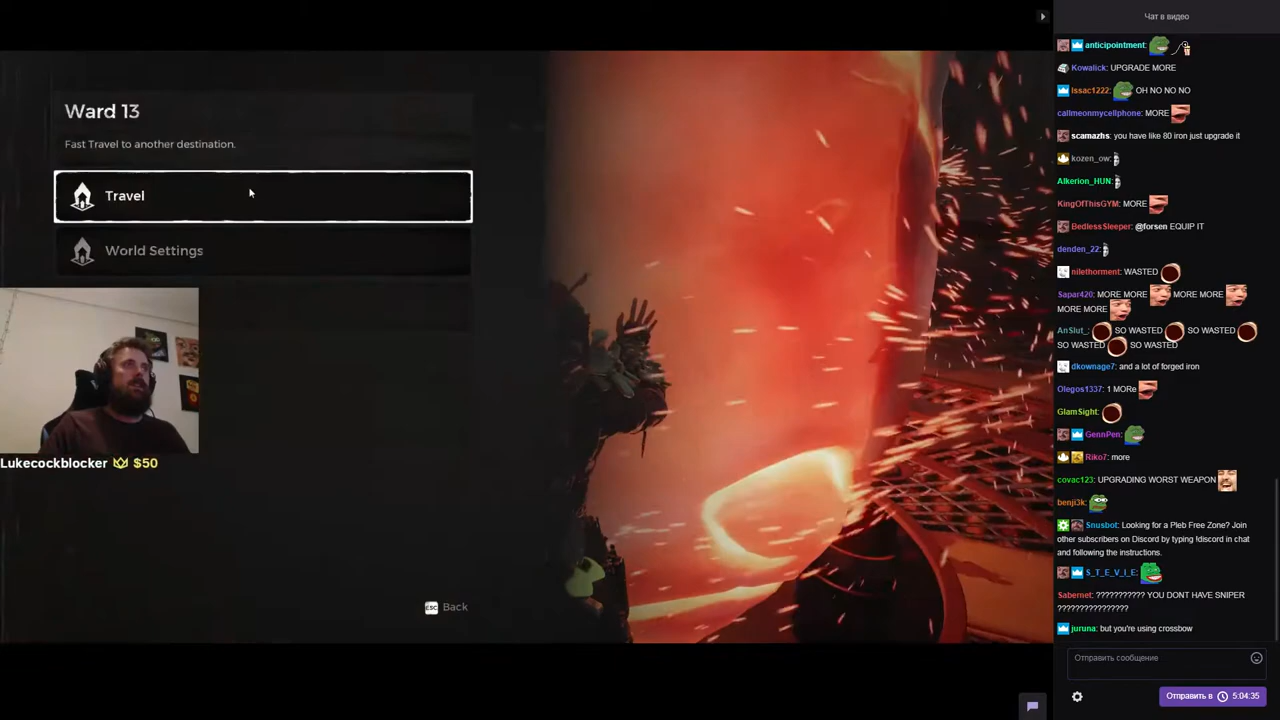 Ward 13
Fast Travel to another destination.
Travel
World Settings
Lukecockblocker $50
ESC Back
Чат в видео
anticipointment:
Kowalick: UPGRADE MORE
Issac1222: OH NO NO NO
callmeonmycellphone: MORE
scamazhs: you have like 80 iron just upgrade it
kozen_ow:
Alkerion_HUN:
KingOfThisGYM: MORE
BedlessSleeper: @forsen EQUIP IT
denden_22:
nilethorment: WASTED
Sapar420: MORE MORE MORE MORE
MORE MORE
AnSlut_: SO WASTED SO WASTED
SO WASTED SO WASTED
dkownage7: and a lot of forged iron
Olegos1337: 1 MORe
GlamSight:
GennPen:
Riko7: more
covac123: UPGRADING WORST WEAPON
benji3k:
Snusbot: Looking for a Pleb Free Zone? Join
other subscribers on Discord by typing !discord in chat
and following the instructions.
S_T_E_V_I_E:
Sabernet: ??????????? YOU DONT HAVE SNIPER
????????????????
juruna: but you're using crossbow
Отправить сообщение
Отправить в 5:04:35